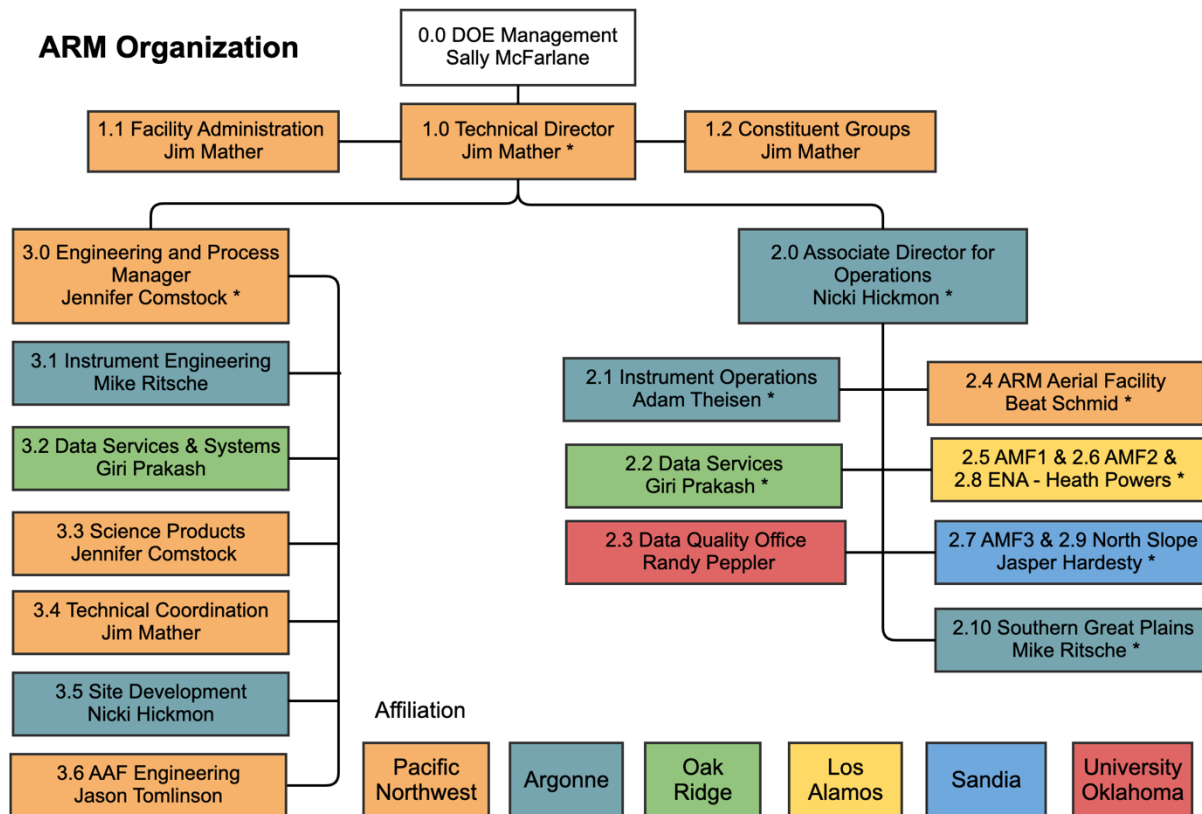 ARM Organization
0.0 DOE Management
Sally McFarlane
1.1 Facility Administration
Jim Mather
1.0 Technical Director
Jim Mather *
1.2 Constituent Groups
Jim Mather
3.0 Engineering and Process
Manager
Jennifer Comstock *
3.1 Instrument Engineering
Mike Ritsche
3.2 Data Services & Systems
Giri Prakash
3.3 Science Products
Jennifer Comstock
3.4 Technical Coordination
Jim Mather
3.5 Site Development
Nicki Hickmon
3.6 AAF Engineering
Jason Tomlinson
2.0 Associate Director for
Operations
Nicki Hickmon *
2.1 Instrument Operations
Adam Theisen *
2.2 Data Services
Giri Prakash *
2.3 Data Quality Office
Randy Peppler
2.4 ARM Aerial Facility
Beat Schmid *
2.5 AMF1 & 2.6 AMF2 &
2.8 ENA - Heath Powers *
2.7 AMF3 & 2.9 North Slope
Jasper Hardesty *
2.10 Southern Great Plains
Mike Ritsche *
Affiliation
Pacific
Northwest
Argonne
Oak
Ridge
Los
Alamos
Sandia
University
Oklahoma